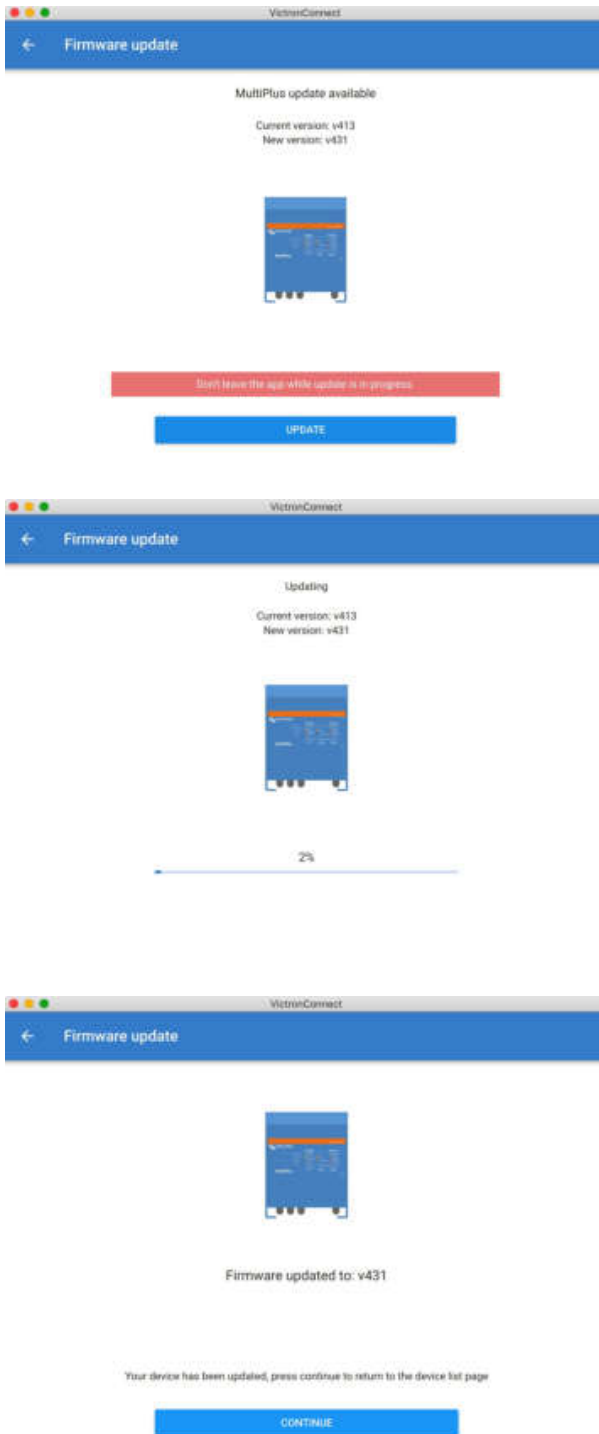 VictronConnect
Firmware update
MultiPlus update available
Current version: v413
New version: v431
Don't leave the app while update is in progress
UPDATE
VictronConnect
Firmware update
Updating
Current version: v413
New version: v431
2%
VictronConnect
Firmware update
Firmware updated to: v431
Your device has been updated, press continue to return to the device list page
CONTINUE